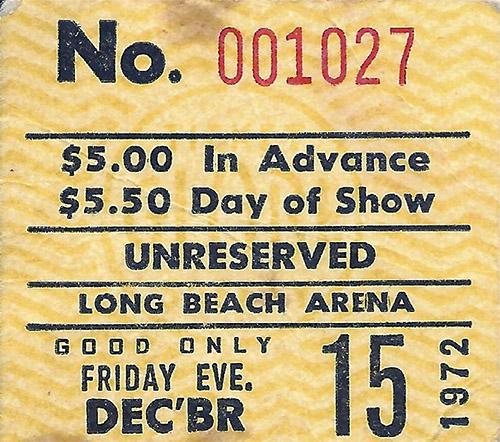 No. 001027
$5.00 In Advance
$5.50 Day of Show
UNRESERVED
LONG BEACH ARENA
GOOD ONLY
FRIDAY EVE.
DEC'BR 15 1972